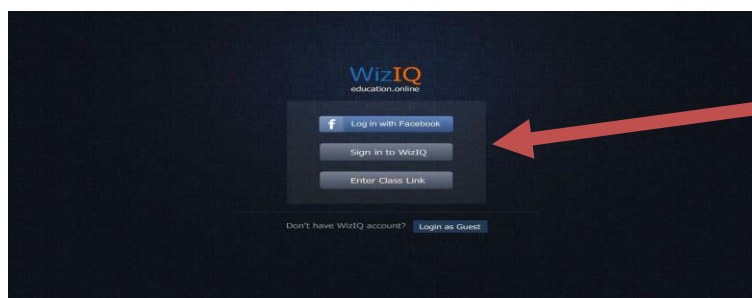 WizIQ
education.online
f Log in with Facebook
Sign in to WizIQ
Enter Class Link
Don't have WizIQ account? Login as Guest